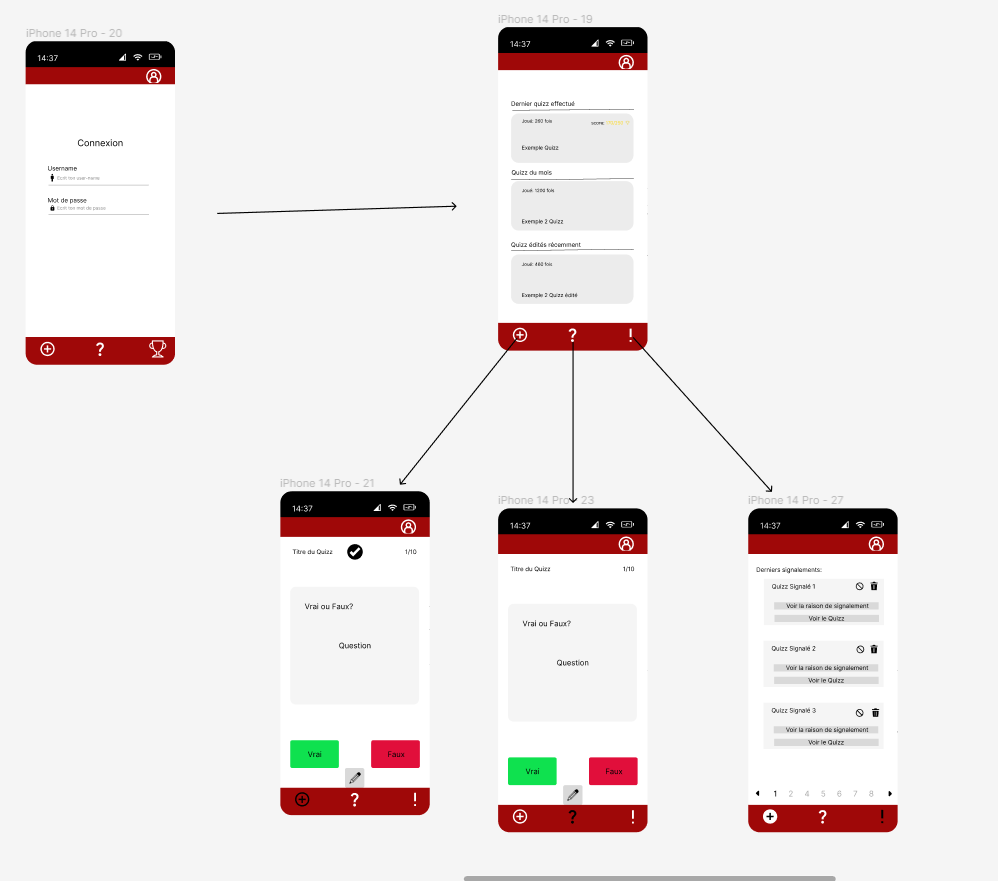 iPhone 14 Pro - 20
14:37
Connexion
Username
Ecrit ton user-name
Mot de passe
Ecrit ton mot de passe
?
iPhone 14 Pro - 19
14:37
Dernier quizz effectué
Joué: 260 fois
SCORE:
Exemple Quizz
Quizz du mois
Joué: 1200 fois
Exemple 2 Quizz
Quizz édités récemment
Joué: 460 fois
Exemple 2 Quizz édité
? !
iPhone 14 Pro - 21
14:37
Titre du Quizz 1/10
Vrai ou Faux?
Question
Vrai Faux
? !
iPhone 14 Pro - 23
14:37
Titre du Quizz 1/10
Vrai ou Faux?
Question
Vrai Faux
? !
iPhone 14 Pro - 27
14:37
Derniers signalements:
Quizz Signalé 1
Voir la raison de signalement
Voir le Quizz
Quizz Signalé 2
Voir la raison de signalement
Voir le Quizz
Quizz Signalé 3
Voir la raison de signalement
Voir le Quizz
1 2 3 4 5 6 7 8
? !